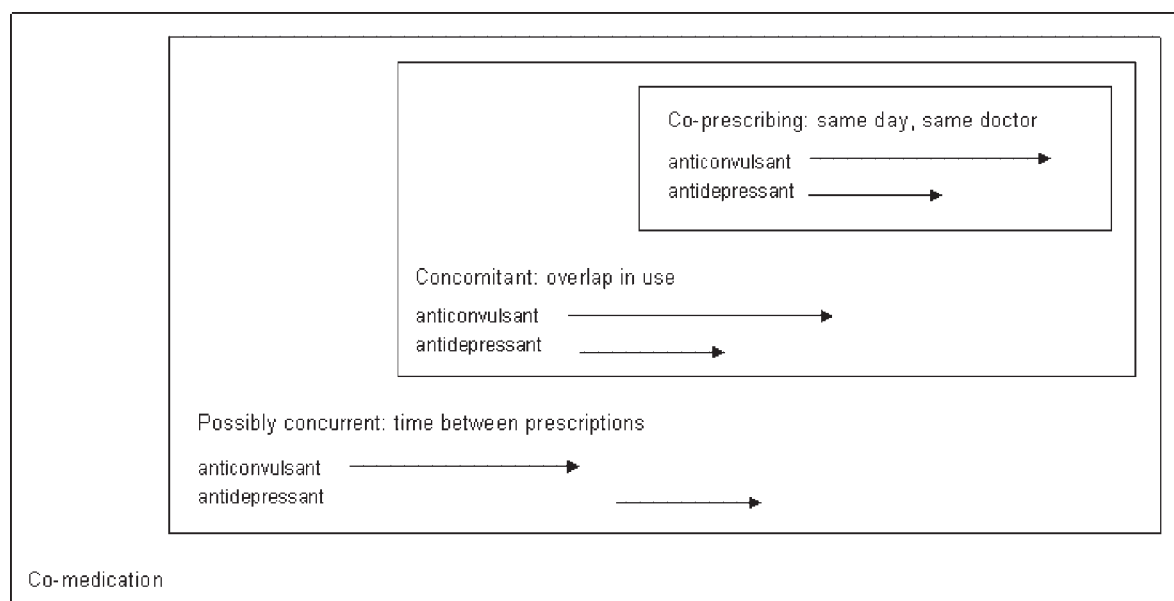 Co-prescribing: same day, same doctor
anticonvulsant
antidepressant
Concomitant: overlap in use
anticonvulsant
antidepressant
Possibly concurrent: time between prescriptions
anticonvulsant
antidepressant
Co-medication